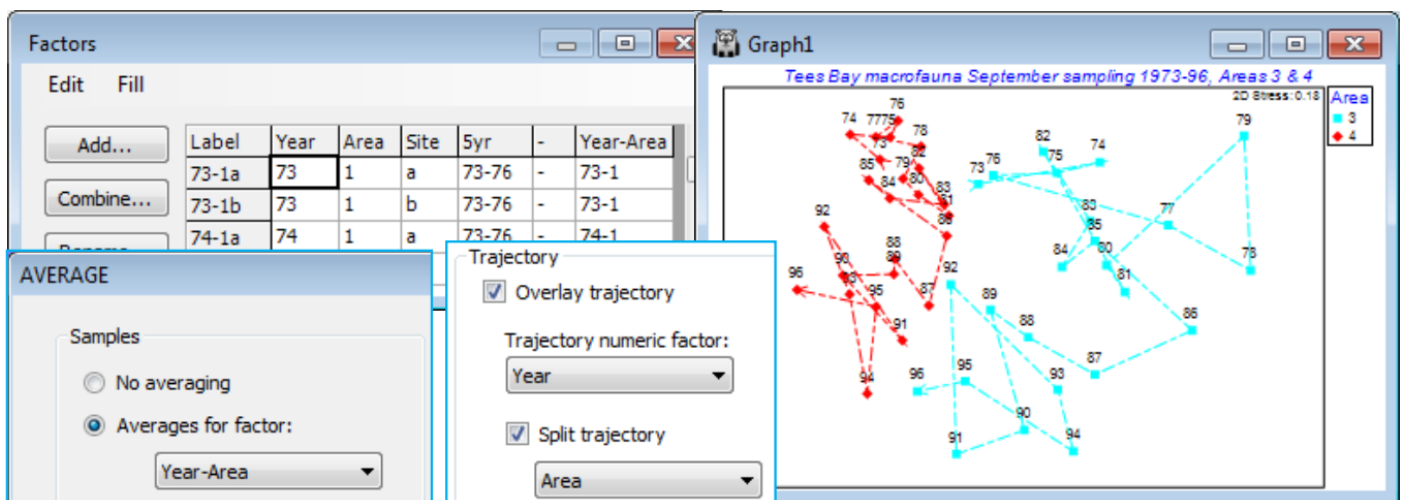 Factors
Edit Fill
Add...
Combine...
Label Year Area Site 5yr - Year-Area
73-1a 73 1 a 73-76 - 73-1
73-1b 73 1 b 73-76 - 73-1
74-1a 74 1 a 73-76 - 74-1
AVERAGE
Samples
No averaging
Averages for factor:
Year-Area
Trajectory
Overlay trajectory
Trajectory numeric factor:
Year
Split trajectory
Area
Graph1
Tees Bay macrofauna September sampling 1973-96, Areas 3 & 4
2D Stress: 0.18
Area
3
4
76
74 77 75 78
73 79 82
85 84 80 83
81
92
88
90
96 95 87
91
82 74
75
73 76
79
77
83
85
84 80
81
92 89
88
86
87
95 93
96
90
91 94